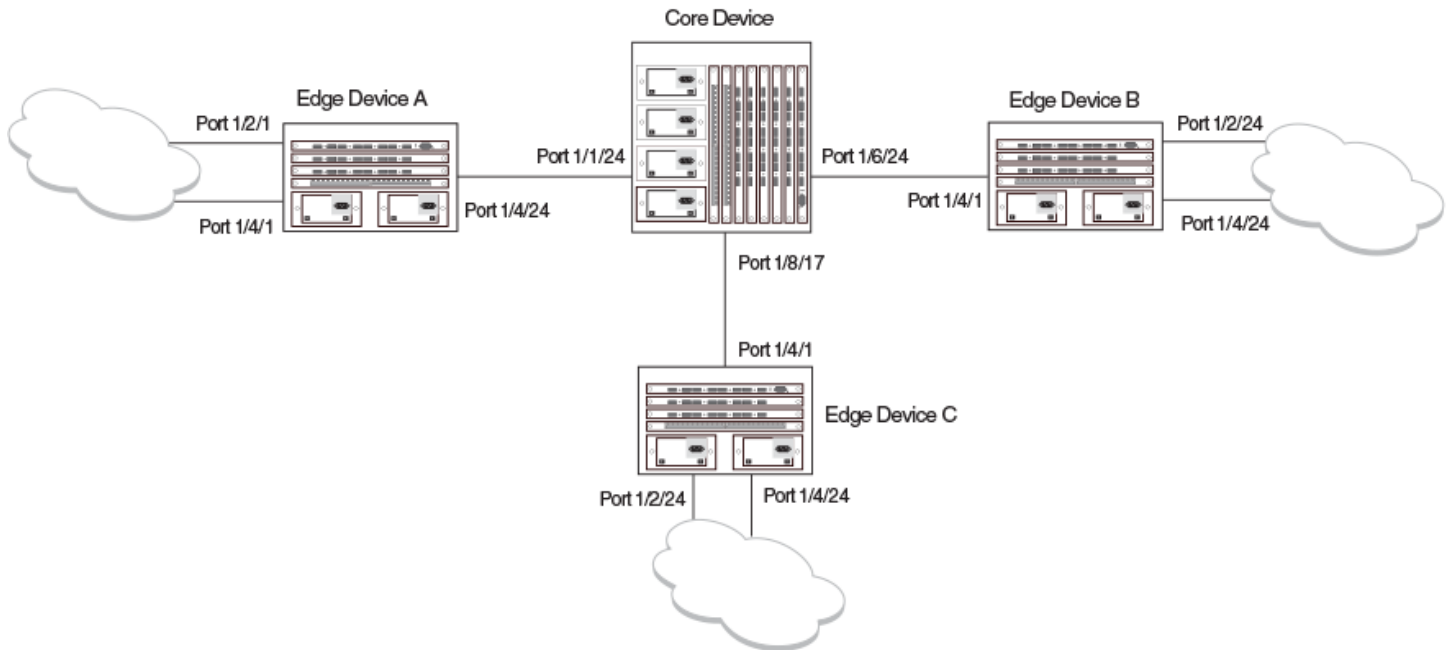 Core Device
Edge Device A
Edge Device B
Port 1/2/1
Port 1/2/24
Port 1/1/24
Port 1/6/24
Port 1/4/1
Port 1/4/24
Port 1/4/1
Port 1/4/24
Port 1/8/17
Port 1/4/1
Edge Device C
Port 1/2/24
Port 1/4/24